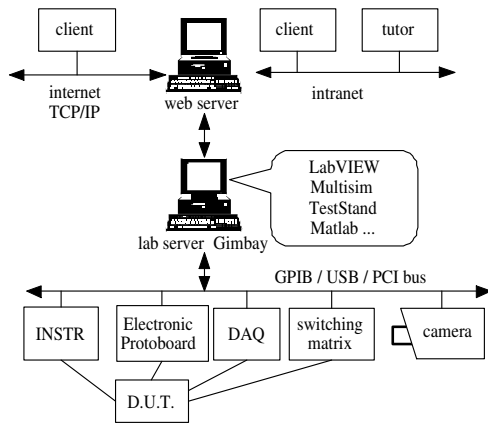 client
client
tutor
internet
TCP/IP
web server
intranet
LabVIEW
Multisim
TestStand
Matlab ...
lab server Gimbay
GPIB / USB / PCI bus
INSTR
Electronic
Protoboard
DAQ
switching
matrix
camera
D.U.T.